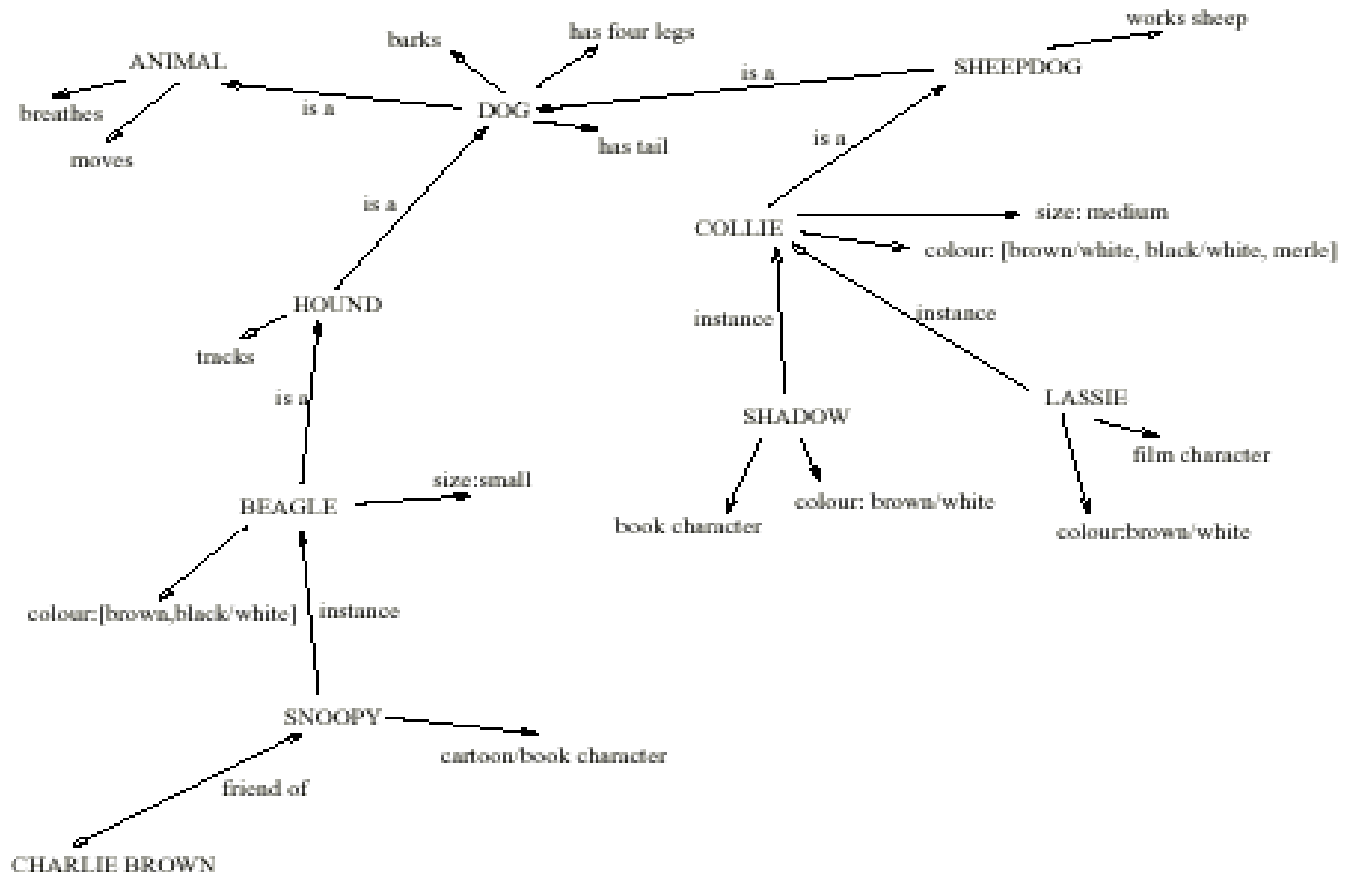 works sheep
has four legs
barks
ANIMAL
SHEEPDOG
is a
breathes
is a
DOG
moves
has tail
is a
is a
size: medium
COLLIE
colour: [brown/white, black/white, merle]
HOUND
instance
instance
tracks
is a
LASSIE
SHADOW
film character
size:small
BEAGLE
colour: brown/white
book character
colour:brown/white
colour:[brown,black/white]
instance
SNOOPY
cartoon/book character
friend of
CHARLIE BROWN